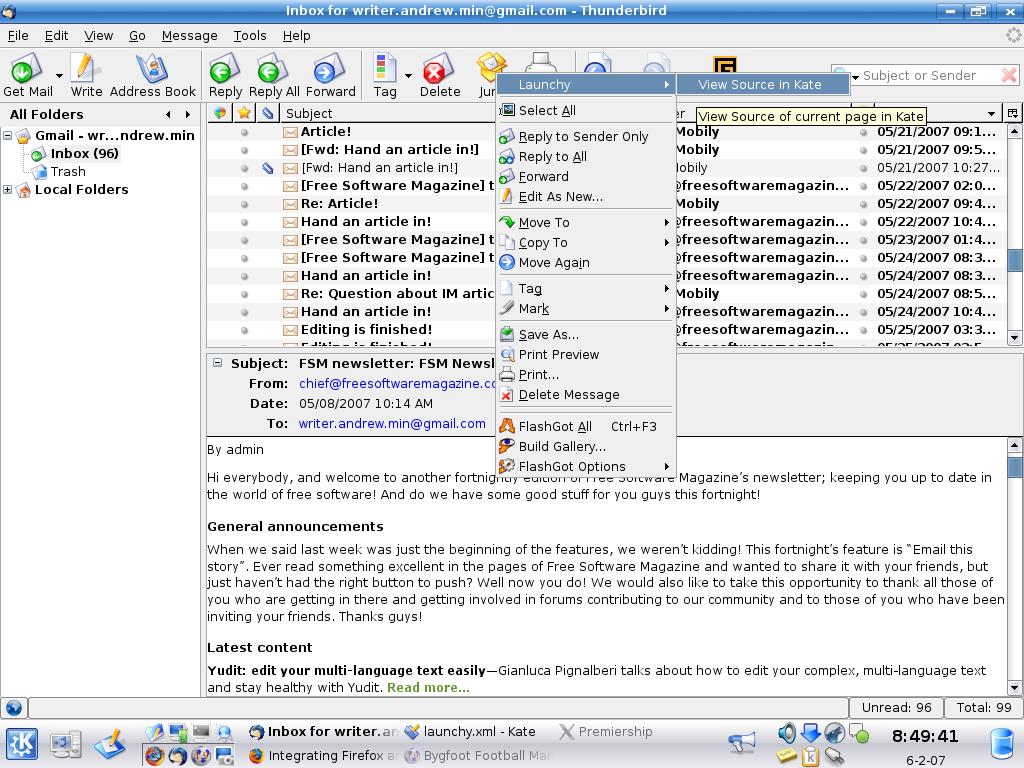 Inbox for writer.andrew.min@gmail.com - Thunderbird
File Edit View Go Message Tools Help
Get Mail Write Address Book Reply Reply All Forward Tag Delete Subject or Sender
All Folders
Gmail - wr...ndrew.min
Inbox (96)
Trash
Local Folders
Subject
Article! Mobily 05/21/2007 09:1...
[Fwd: Hand an article in!] Mobily 05/21/2007 09:5...
[Fwd: Hand an article in!] obily 05/21/2007 10:27...
[Free Software Magazine] t @freesoftwaremagazin... 05/22/2007 02:0...
Re: Article! Mobily 05/22/2007 09:4...
Hand an article in! @freesoftwaremagazin... 05/22/2007 10:4...
[Free Software Magazine] t @freesoftwaremagazin... 05/23/2007 01:4...
[Free Software Magazine] t @freesoftwaremagazin... 05/24/2007 08:3...
Hand an article in! @freesoftwaremagazin... 05/24/2007 08:3...
Re: Question about IM artic Mobily 05/24/2007 08:5...
Hand an article in! @freesoftwaremagazin... 05/24/2007 10:4...
Editing is finished! @freesoftwaremagazin... 05/25/2007 03:3...
Launchy
View Source in Kate
View Source of current page in Kate
Select All
Reply to Sender Only
Reply to All
Forward
Edit As New...
Move To
Copy To
Move Again
Tag
Mark
Save As...
Print Preview
Print...
Delete Message
FlashGot All Ctrl+F3
Build Gallery...
FlashGot Options
Subject: FSM newsletter: FSM Newsl
From: chief@freesoftwaremagazine.co
Date: 05/08/2007 10:14 AM
To: writer.andrew.min@gmail.com
By admin
Hi everybody, and welcome to another fortnightly edition of Free Software Magazine's newsletter; keeping you up to date in
the world of free software! And do we have some good stuff for you guys this fortnight!
General announcements
When we said last week was just the beginning of the features, we weren't kidding! This fortnight's feature is “Email this
story”. Ever read something excellent in the pages of Free Software Magazine and wanted to share it with your friends, but
just haven't had the right button to push? Well now you do! We would also like to take this opportunity to thank all those of
you who are getting in there and getting involved in forums contributing to our community and to those of you who have been
inviting your friends. Thanks guys!
Latest content
Yudit: edit your multi-language text easily—Gianluca Pignalberi talks about how to edit your complex, multi-language text
and stay healthy with Yudit. Read more...
Unread: 96 Total: 99
Inbox for writer.an launchy.xml - Kate Premiership
Integrating Firefox a Bygfoot Football Man
8:49:41
6-2-07